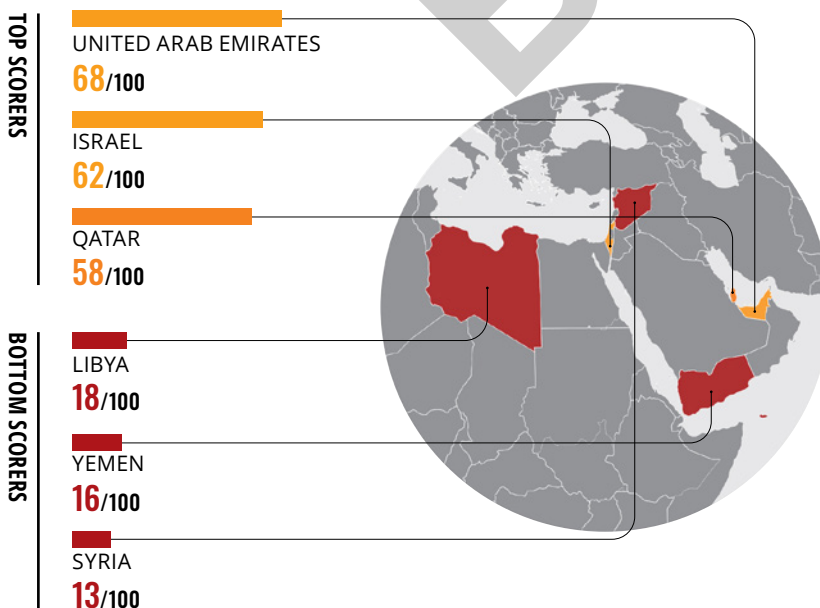 TOP SCORERS
UNITED ARAB EMIRATES
68/100
ISRAEL
62/100
QATAR
58/100
BOTTOM SCORERS
LIBYA
18/100
YEMEN
16/100
SYRIA
13/100